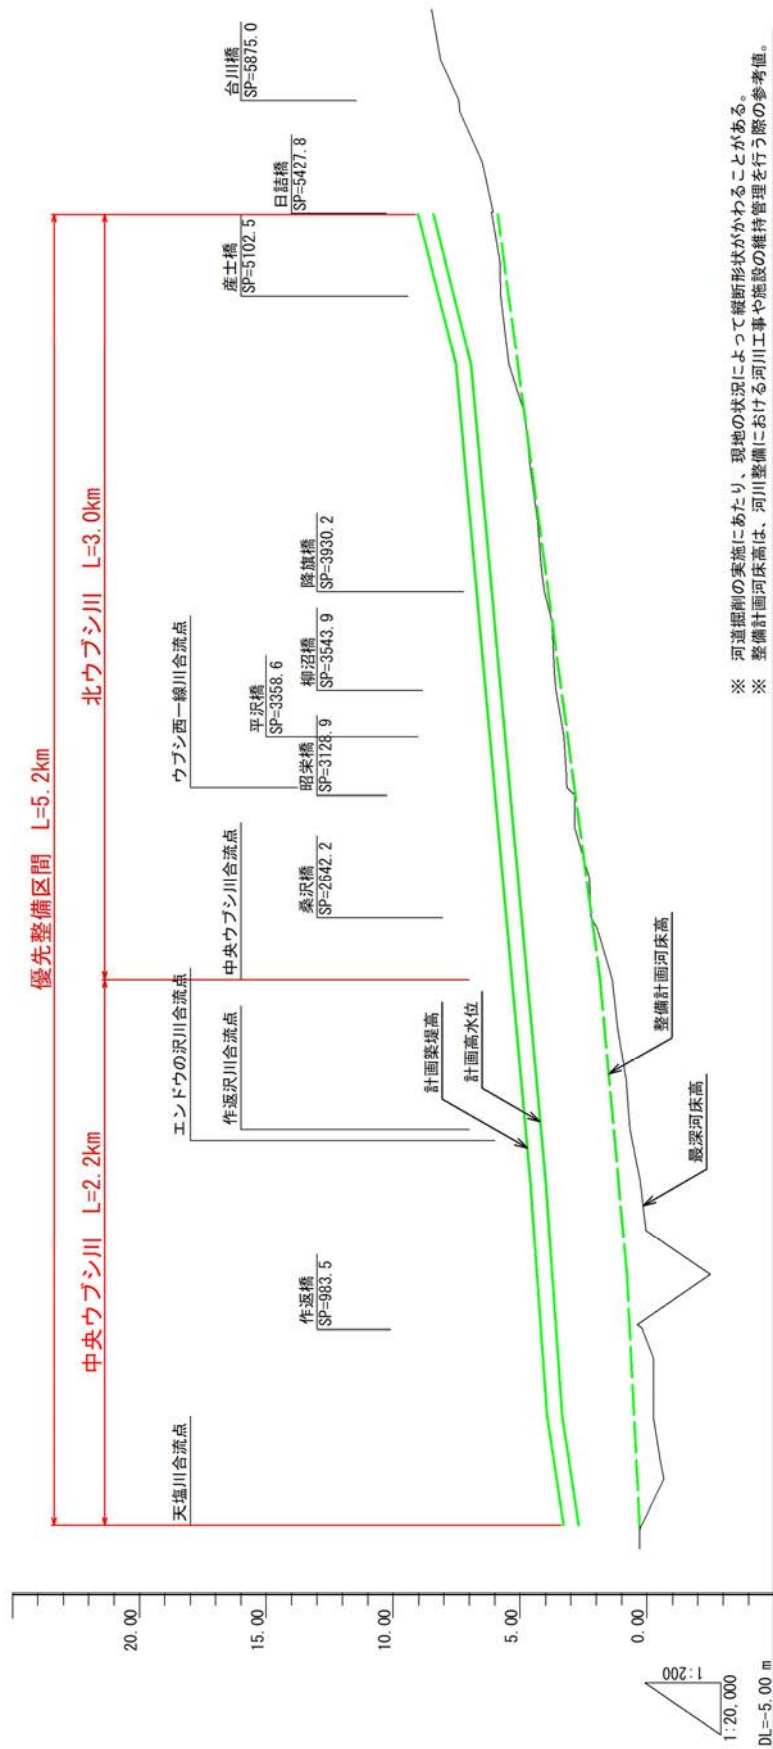 優先整備区間　L=5.2km
中央ウブシ川　L=2.2km
北ウブシ川　L=3.0km
天塩川合流点
エンドウの沢川合流点
作返沢川合流点
中央ウブシ川合流点
ウブシ西一線川合流点
作返橋
SP=983.5
桑沢橋
SP=2642.2
昭栄橋
SP=3128.9
平沢橋
SP=3358.6
柳沼橋
SP=3543.9
降旗橋
SP=3930.2
産士橋
SP=5102.5
日詰橋
SP=5427.8
台川橋
SP=5875.0
計画築堤高
計画高水位
整備計画河床高
最深河床高
20.00
15.00
10.00
5.00
0.00
1:200
1:20,000
DL=-5.00 m
※　河道掘削の実施にあたり、現地の状況によって縦断形状がかわることがある。
※　整備計画河床高は、河川整備における河川工事や施設の維持管理を行う際の参考値。